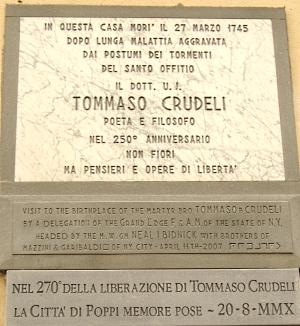 IN QUESTA CASA MORI' IL 27 MARZO 1745
DOPO LUNGA MALATTIA AGGRAVATA
DAI POSTUMI DEI TORMENTI
DEL SANTO OFFITIO
IL DOTT. U.J.
TOMMASO CRUDELI
POETA E FILOSOFO
NEL 250° ANNIVERSARIO
NON FIORI
MA PENSIERI E OPERE DI LIBERTA'
VISIT TO THE BIRTHPLACE OF THE MARTYR BRO TOMMASO B CRUDELI
BY A DELEGATION OF THE GRAND LODGE F & A.M. OF THE STATE OF N.Y.
HEADED BY THE M.W. GM NEAL I BIDNICK WITH BROTHERS OF
MAZZINI & GARIBALDI OF NY CITY - APRIL 11TH - 2007
NEL 270° DELLA LIBERAZIONE DI TOMMASO CRUDELI
LA CITTA' DI POPPI MEMORE POSE ~ 20-8-MMX